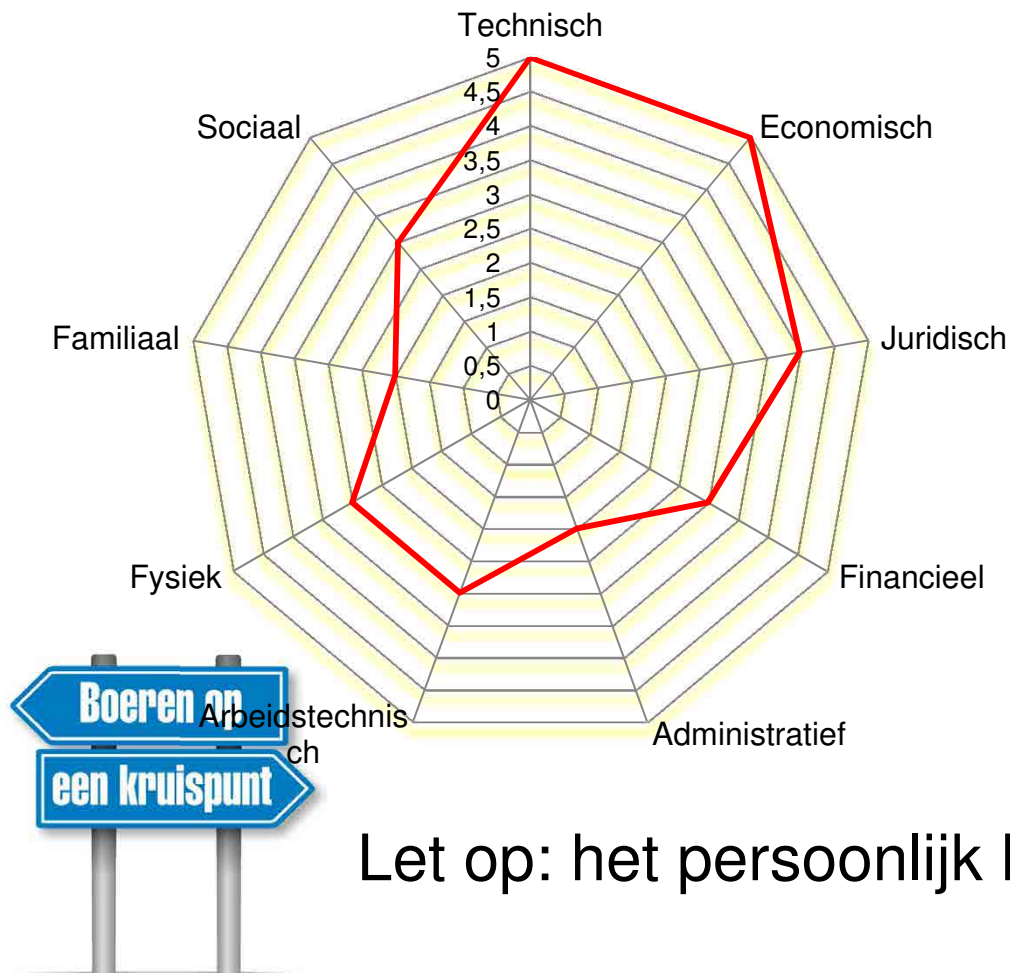 Technisch
5
4,5
4
3,5
3
2,5
2
1,5
1
0,5
0
Economisch
Juridisch
Financieel
Administratief
Arbeidstechnis
ch
Fysiek
Familiaal
Sociaal
Boeren op
een kruispunt
Let op: het persoonlijk